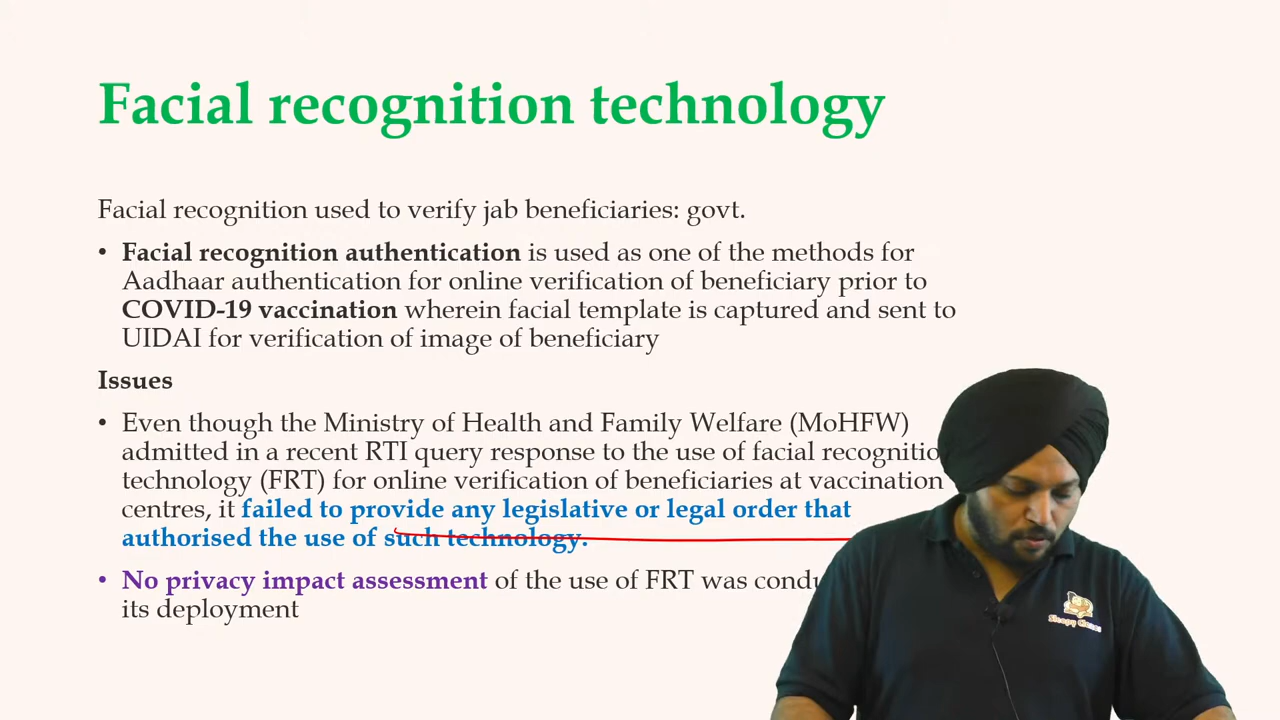 Facial recognition technology
Facial recognition used to verify jab beneficiaries: govt.
• Facial recognition authentication is used as one of the methods for
Aadhaar authentication for online verification of beneficiary prior to
COVID-19 vaccination wherein facial template is captured and sent to
UIDAI for verification of image of beneficiary
Issues
• Even though the Ministry of Health and Family Welfare (MoHFW)
admitted in a recent RTI query response to the use of facial recognitio
technology (FRT) for online verification of beneficiaries at vaccination
centres, it failed to provide any legislative or legal order that
authorised the use of such technology.
• No privacy impact assessment of the use of FRT was condu
its deployment
Sleepy Classes